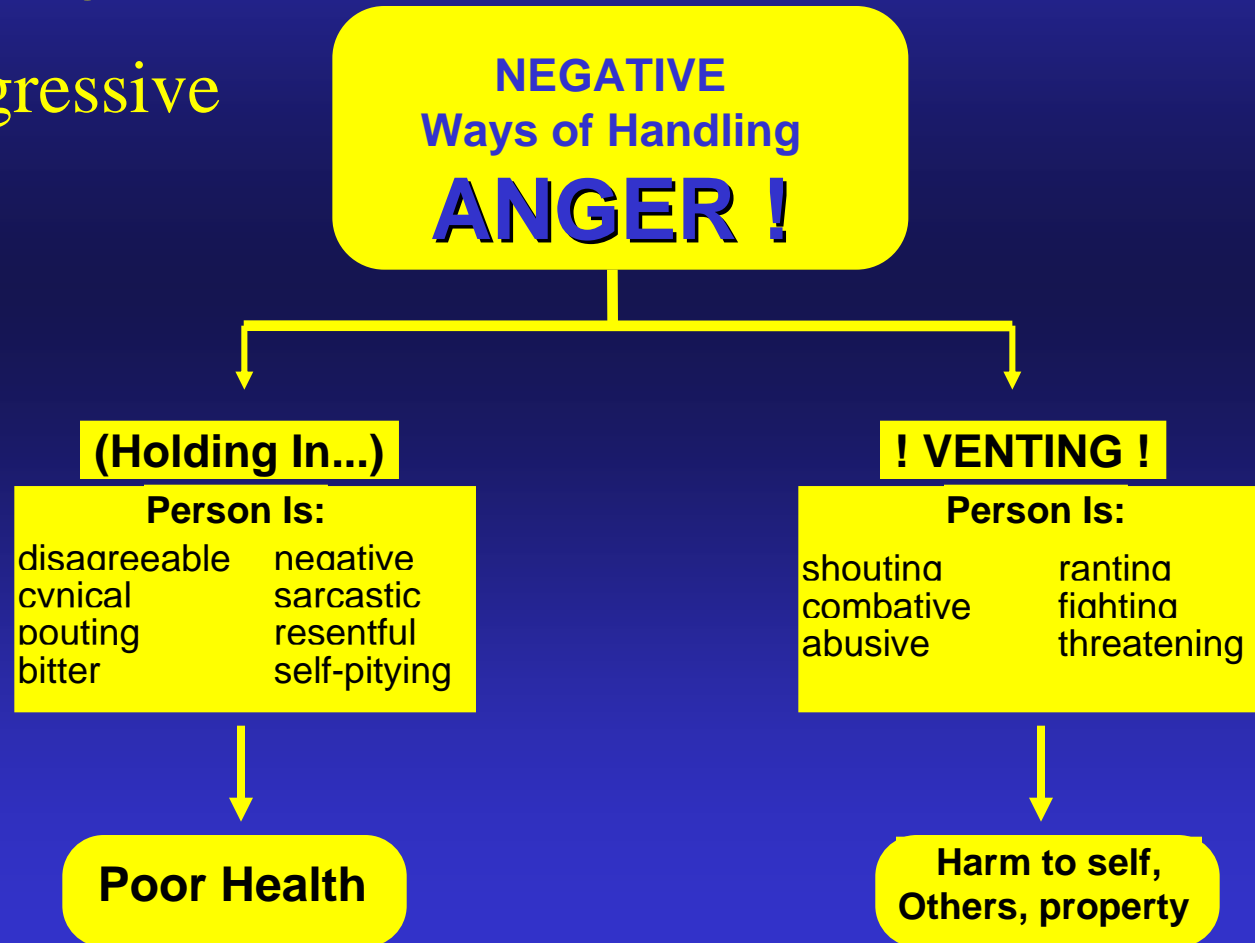 gressive
NEGATIVE
Ways of Handling
ANGER !
(Holding In...)
Person Is:
disagreeable negative
cynical sarcastic
pouting resentful
bitter self-pitying
Poor Health
! VENTING !
Person Is:
shouting ranting
combative fighting
abusive threatening
Harm to self,
Others, property